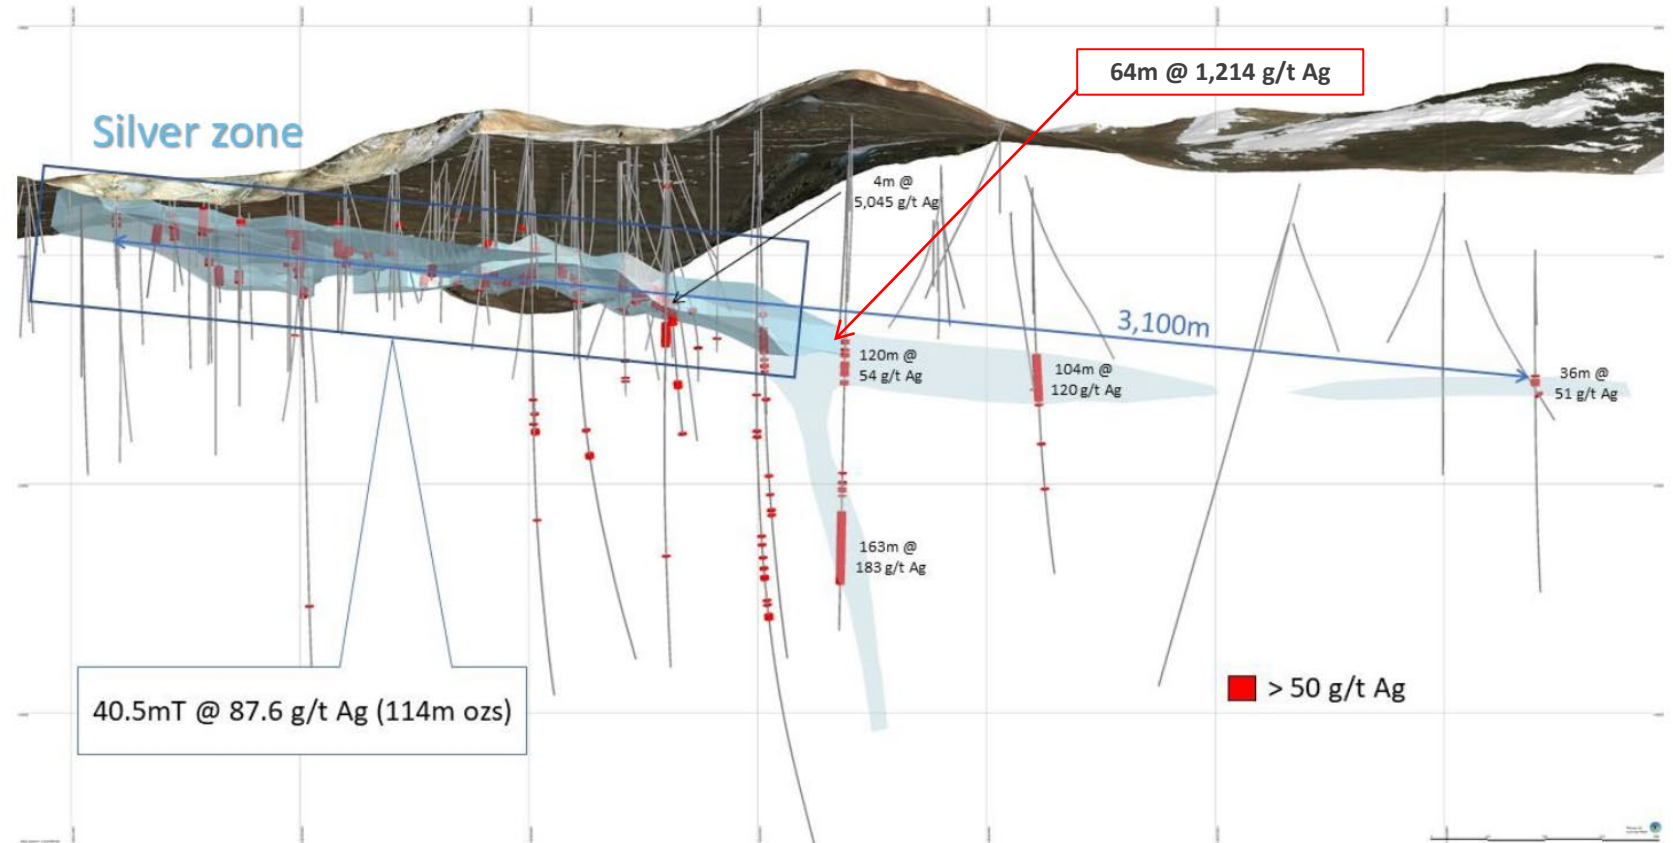 64m @ 1,214 g/t Ag
Silver zone
4m @
5,045 g/t Ag
3,100m
120m @
54 g/t Ag
104m @
120 g/t Ag
36m @
51 g/t Ag
163m @
183 g/t Ag
> 50 g/t Ag
40.5mT @ 87.6 g/t Ag (114m ozs)